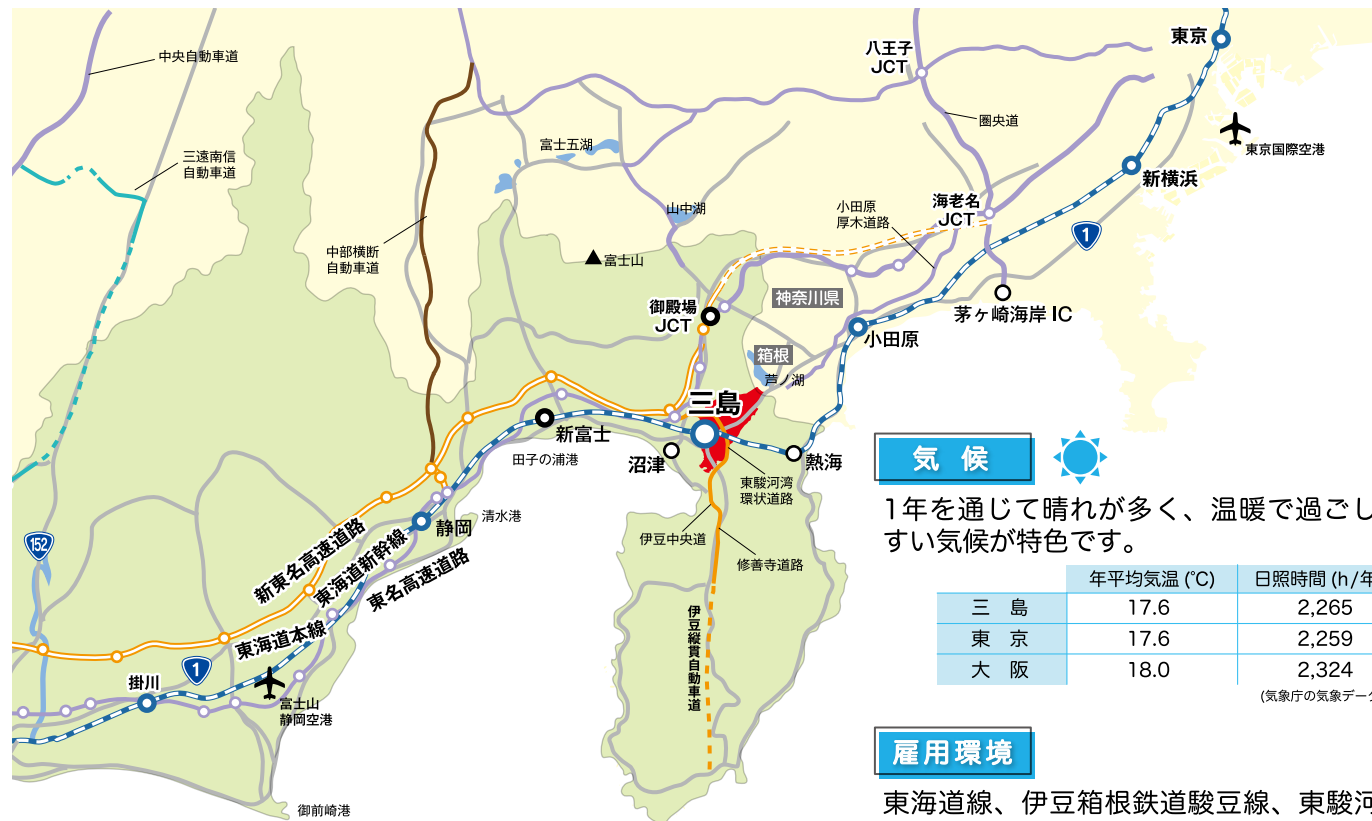 中央自動車道
三遠南信
自動車道
中部横断
自動車道
富士五湖
山中湖
富士山
八王子
JCT
圏央道
東京
東京国際空港
新横浜
小田原
厚木道路
海老名
JCT
1
茅ヶ崎海岸 IC
神奈川県
御殿場
JCT
箱根
芦ノ湖
小田原
三島
新富士
田子の浦港
沼津
熱海
東駿河湾
環状道路
伊豆中央道
修善寺道路
伊豆縦貫自動車道
清水港
静岡
152
新東名高速道路
東海道新幹線
東名高速道路
東海道本線
1
掛川
富士山
静岡空港
御前崎港
気 候
1年を通じて晴れが多く、温暖で過ごし
すい気候が特色です。
年平均気温 (℃) 日照時間 (h/年
三 島 17.6 2,265
東 京 17.6 2,259
大 阪 18.0 2,324
(気象庁の気象データ
雇用環境
東海道線、伊豆箱根鉄道駿豆線、東駿河